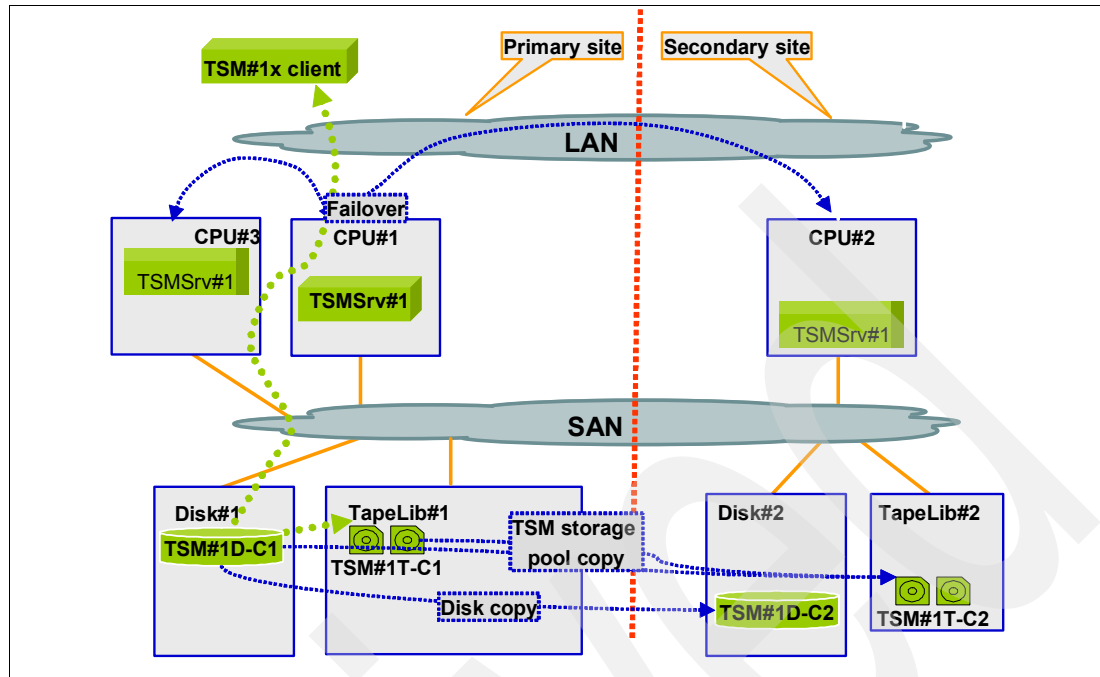 Primary site
Secondary site
TSM#1x client
LAN
Failover
CPU#3
CPU#1
CPU#2
TSMSrv#1
TSMSrv#1
TSMSrv#1
SAN
Disk#1
TapeLib#1
Disk#2
TapeLib#2
TSM storage
pool copy
TSM#1D-C1
TSM#1T-C1
Disk copy
TSM#1D-C2
TSM#1T-C2